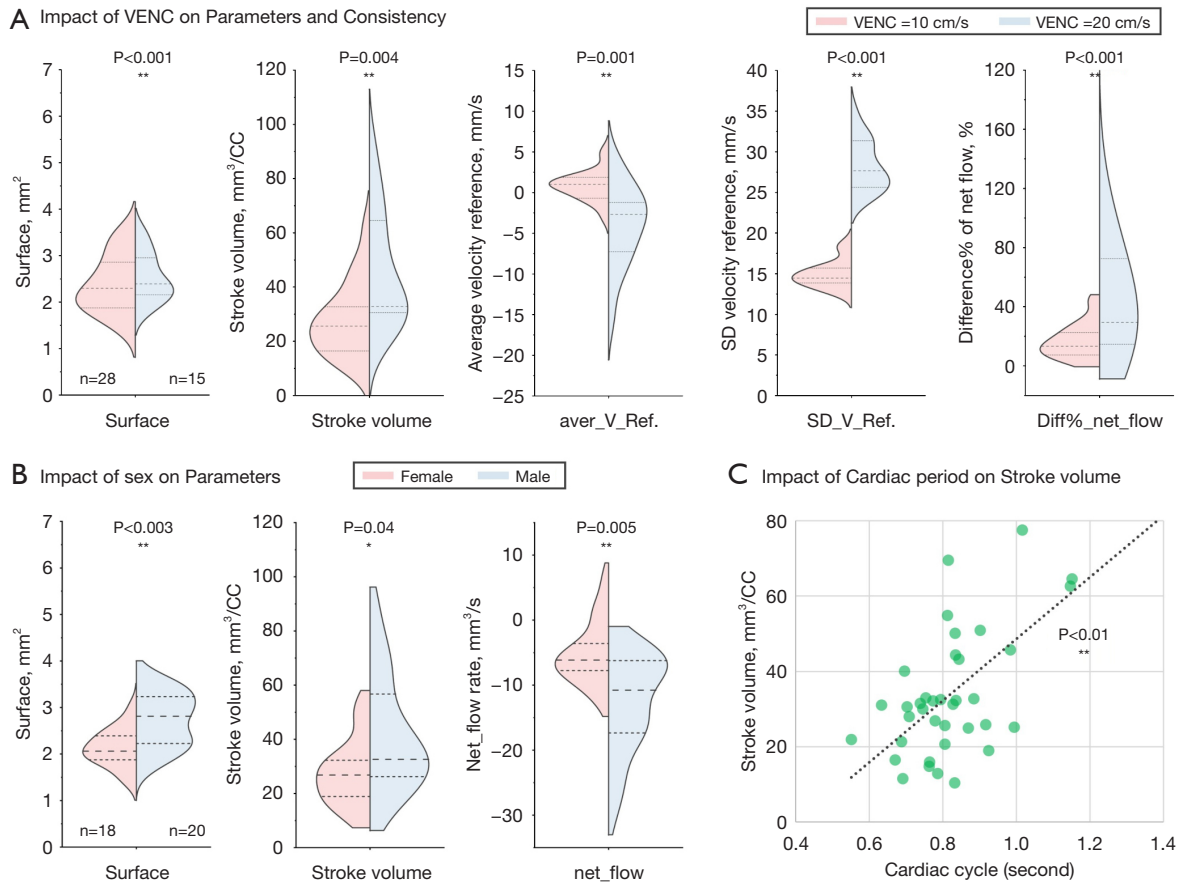 A Impact of VENC on Parameters and Consistency
VENC =10 cm/s VENC =20 cm/s
P<0.001
**
7
6
5
4
3
2
1
0
Surface, mm²
n=28 n=15
Surface
P=0.004
**
120
100
80
60
40
20
0
Stroke volume, mm³/CC
Stroke volume
P=0.001
**
15
10
5
0
−5
−10
−15
−20
−25
Average velocity reference, mm/s
aver_V_Ref.
P<0.001
**
40
35
30
25
20
15
10
5
0
SD velocity reference, mm/s
SD_V_Ref.
P<0.001
**
120
160
120
80
40
0
Difference% of net flow, %
Diff%_net_flow
B Impact of sex on Parameters
Female Male
P<0.003
**
7
6
5
4
3
2
1
0
Surface, mm²
n=18 n=20
Surface
P=0.04
*
120
100
80
60
40
20
0
Stroke volume, mm³/CC
Stroke volume
P=0.005
**
10
0
−10
−20
−30
Net_flow rate, mm³/s
net_flow
C Impact of Cardiac period on Stroke volume
80
60
40
20
0
Stroke volume, mm³/CC
P<0.01
**
0.4 0.6 0.8 1.0 1.2 1.4
Cardiac cycle (second)